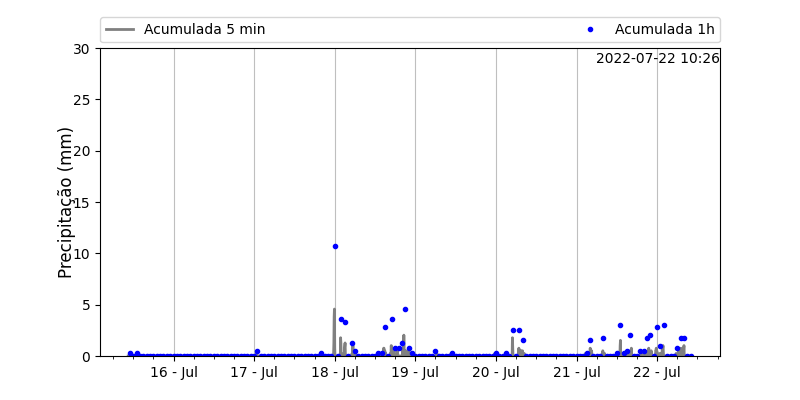 Acumulada 5 min
Acumulada 1h
2022-07-22 10:26
Precipitação (mm)
30
25
20
15
10
5
0
16 - Jul
17 - Jul
18 - Jul
19 - Jul
20 - Jul
21 - Jul
22 - Jul